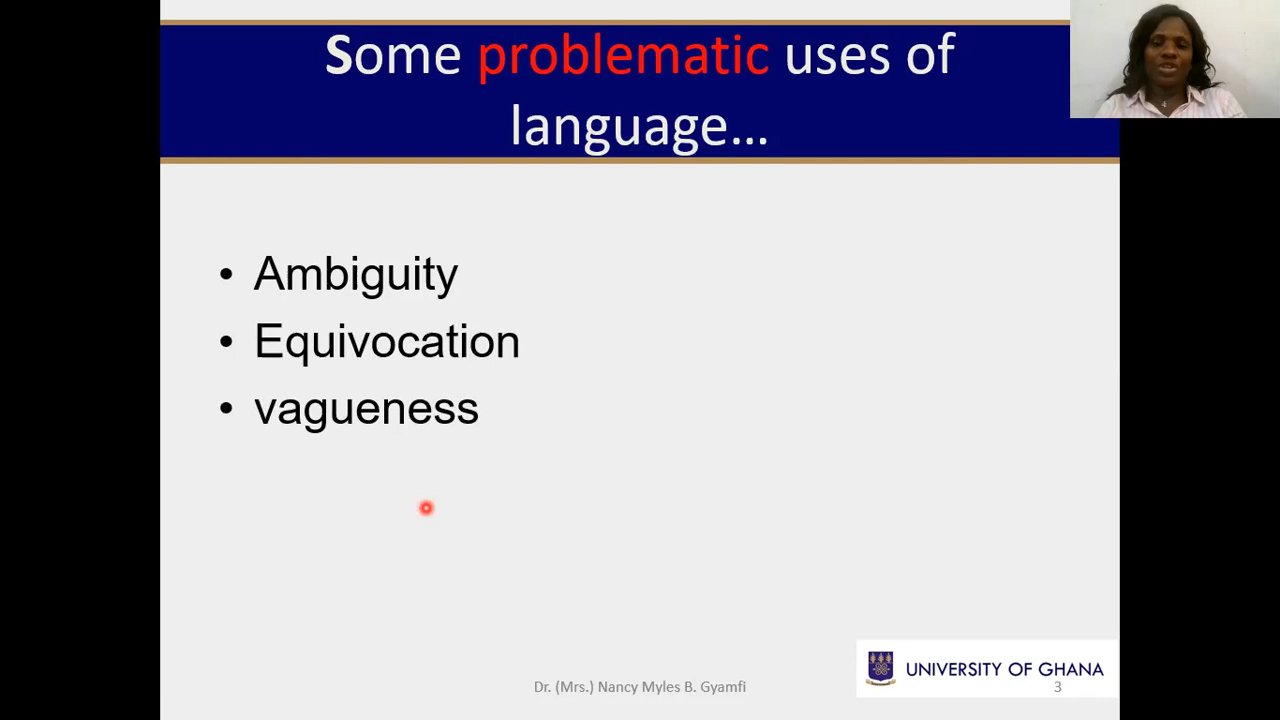 Some problematic uses of
language…
• Ambiguity
• Equivocation
• vagueness
UNIVERSITY OF GHANA
Dr. (Mrs.) Nancy Myles B. Gyamfi
3